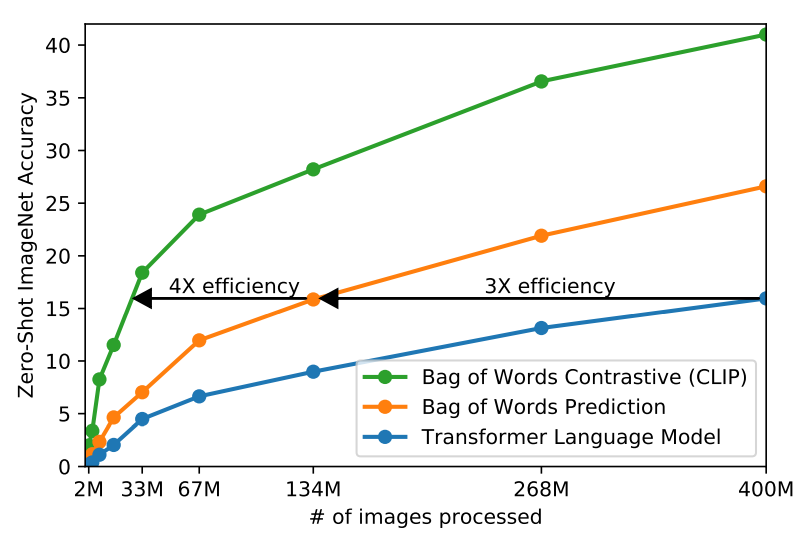 40
35
30
25
20
15
10
5
0
Zero-Shot ImageNet Accuracy
4X efficiency
3X efficiency
Bag of Words Contrastive (CLIP)
Bag of Words Prediction
Transformer Language Model
2M 33M 67M 134M 268M 400M
# of images processed